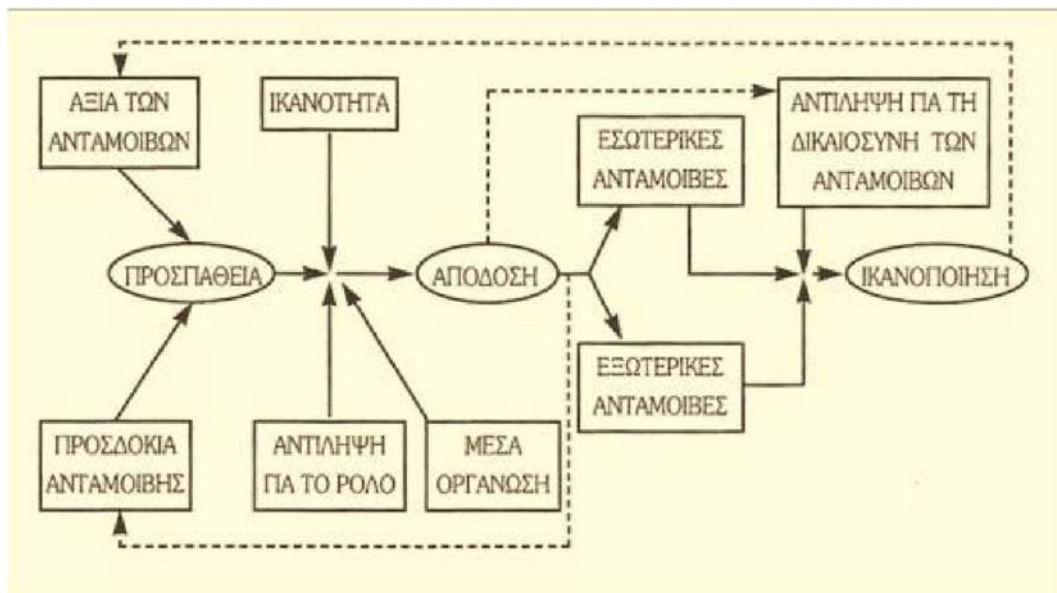 ΑΞΙΑ ΤΩΝ
ΑΝΤΑΜΟΙΒΩΝ
ΙΚΑΝΟΤΗΤΑ
ΕΣΩΤΕΡΙΚΕΣ
ΑΝΤΑΜΟΙΒΕΣ
ΑΝΤΙΛΗΨΗ ΓΙΑ ΤΗ
ΔΙΚΑΙΟΣΥΝΗ ΤΩΝ
ΑΝΤΑΜΟΙΒΩΝ
ΠΡΟΣΠΑΘΕΙΑ
ΑΠΟΔΟΣΗ
ΙΚΑΝΟΠΟΙΗΣΗ
ΕΞΩΤΕΡΙΚΕΣ
ΑΝΤΑΜΟΙΒΕΣ
ΠΡΟΣΔΟΚΙΑ
ΑΝΤΑΜΟΙΒΗΣ
ΑΝΤΙΛΗΨΗ
ΓΙΑ ΤΟ ΡΟΛΟ
ΜΕΣΑ
ΟΡΓΑΝΩΣΗ